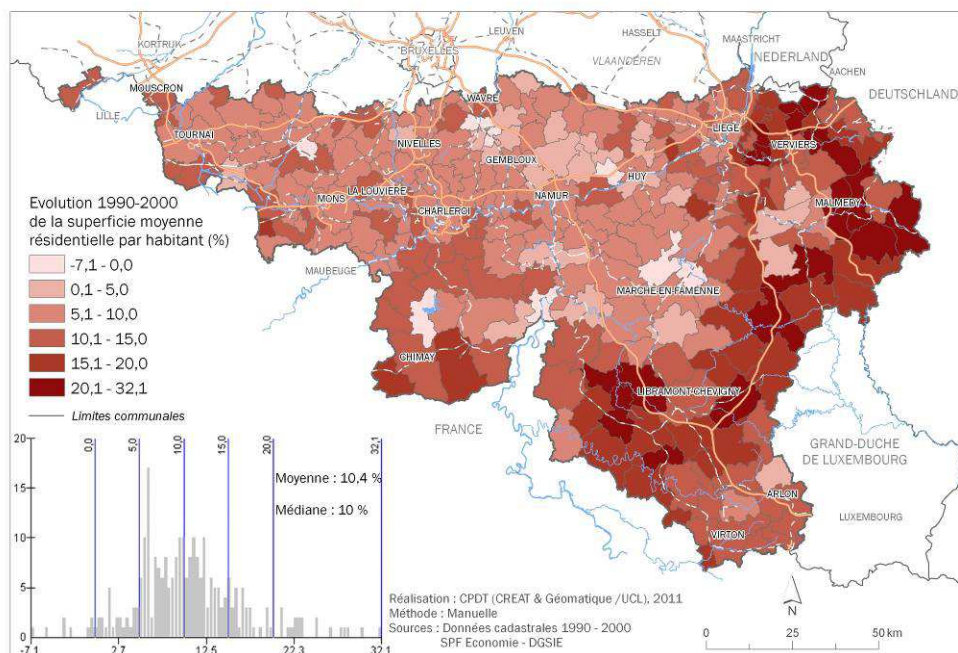 KORTRIJK
LEUVEN
HASSELT
MAASTRICHT
BRUXELLES
VLAANDEREN
NEDERLAND
AACHEN
MOUSCRON
LILLE
WAVRE
DEUTSCHLAND
TOURNAI
NIVELLES
LIEGE
VERVIERS
GEMBLOUX
HUY
MONS
LA LOUVIERE
CHARLEROI
NAMUR
MALMEDY
MAUBEUGE
MARCHE-EN-FAMENNE
CHIMAY
LIBRAMONT-CHEVIGNY
FRANCE
GRAND-DUCHE
DE LUXEMBOURG
ARLON
LUXEMBOURG
VIRTON
Evolution 1990-2000
de la superficie moyenne
résidentielle par habitant (%)
-7,1 - 0,0
0,1 - 5,0
5,1 - 10,0
10,1 - 15,0
15,1 - 20,0
20,1 - 32,1
Limites communales
20
15
10
5
0
0,0
5,0
10,0
15,0
20,0
32,1
Moyenne : 10,4 %
Médiane : 10 %
-7.1
2.7
12.5
22.3
32.1
Réalisation : CPDT (CREAT & Géomatique /UCL), 2011
Méthode : Manuelle
Sources : Données cadastrales 1990 - 2000
SPF Economie - DGSIE
N
0
25
50 km